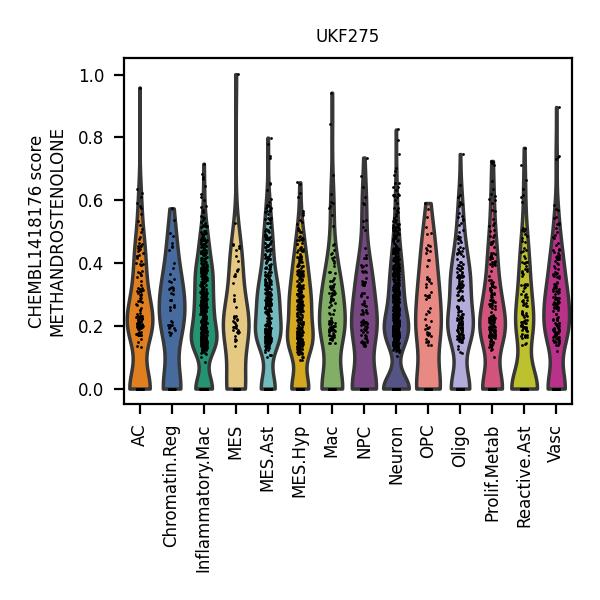 UKF275
CHEMBL1418176 score
METHANDROSTENOLONE
1.0
0.8
0.6
0.4
0.2
0.0
AC
Chromatin.Reg
Inflammatory.Mac
MES
MES.Ast
MES.Hyp
Mac
NPC
Neuron
OPC
Oligo
Prolif.Metab
Reactive.Ast
Vasc